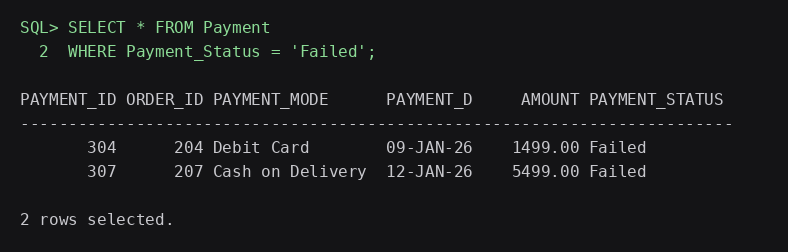 SQL> SELECT * FROM Payment
  2  WHERE Payment_Status = 'Failed';

PAYMENT_ID ORDER_ID PAYMENT_MODE      PAYMENT_D     AMOUNT PAYMENT_STATUS
--------------------------------------------------------------------------
       304      204 Debit Card        09-JAN-26    1499.00 Failed
       307      207 Cash on Delivery  12-JAN-26    5499.00 Failed

2 rows selected.